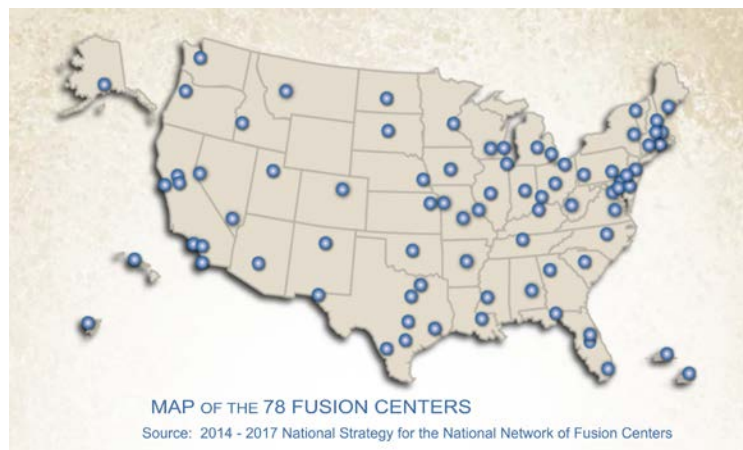 MAP OF THE 78 FUSION CENTERS
Source: 2014 - 2017 National Strategy for the National Network of Fusion Centers